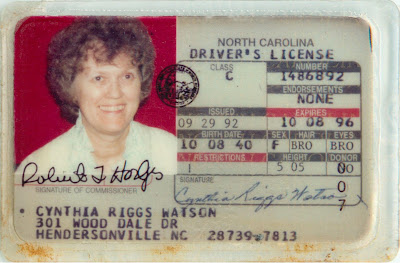 NORTH CAROLINA
DRIVER'S LICENSE
CLASS NUMBER
C 1486892
ENDORSEMENTS
NONE
ISSUED EXPIRES
09 29 92 10 08 96
BIRTH DATE SEX HAIR EYES
10 08 40 F BRO BRO
RESTRICTIONS HEIGHT DONOR
5 05 00
SIGNATURE
Cynthia Riggs Watson
SIGNATURE OF COMMISSIONER
CYNTHIA RIGGS WATSON
301 WOOD DALE DR
HENDERSONVILLE NC 28739-7813